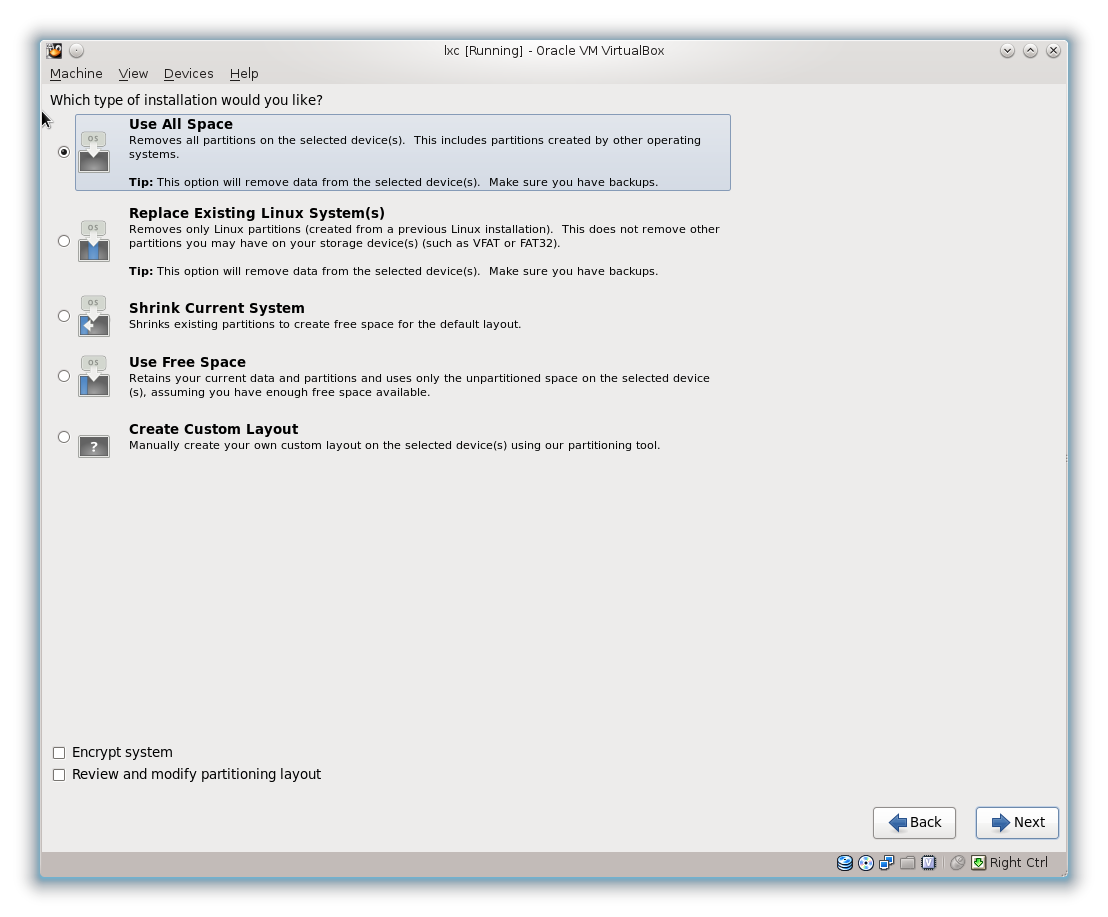 lxc [Running] - Oracle VM VirtualBox
Machine View Devices Help
Which type of installation would you like?
Use All Space
Removes all partitions on the selected device(s).  This includes partitions created by other operating
systems.
Tip: This option will remove data from the selected device(s).  Make sure you have backups.
Replace Existing Linux System(s)
Removes only Linux partitions (created from a previous Linux installation).  This does not remove other
partitions you may have on your storage device(s) (such as VFAT or FAT32).
Tip: This option will remove data from the selected device(s).  Make sure you have backups.
Shrink Current System
Shrinks existing partitions to create free space for the default layout.
Use Free Space
Retains your current data and partitions and uses only the unpartitioned space on the selected device
(s), assuming you have enough free space available.
Create Custom Layout
Manually create your own custom layout on the selected device(s) using our partitioning tool.
OS
OS
OS
OS
?
Encrypt system
Review and modify partitioning layout
Back Next
V
Right Ctrl